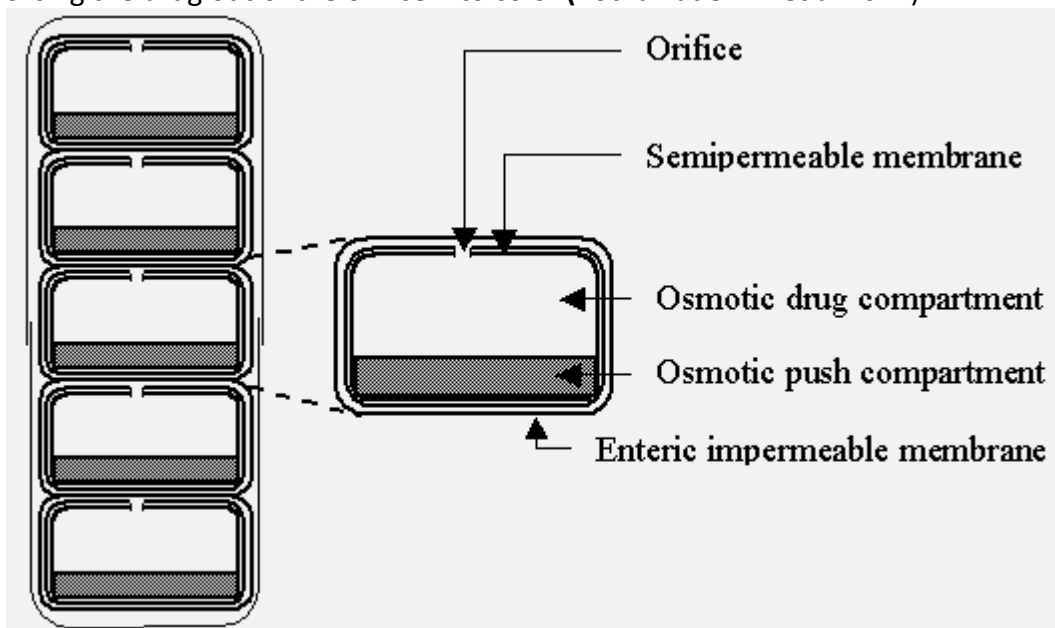 Orifice
Semipermeable membrane
Osmotic drug compartment
Osmotic push compartment
Enteric impermeable membrane